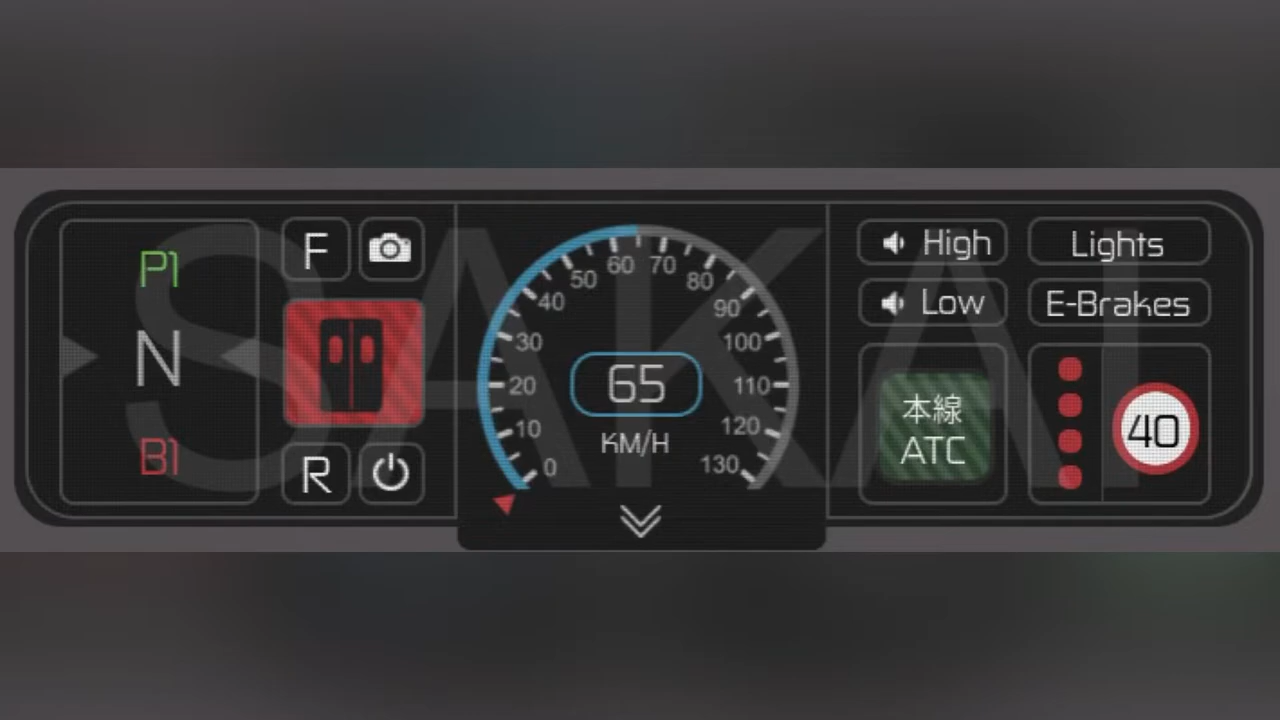 SAKAI
P1
N
B1
F
R
0
10
20
30
40
50
60
70
80
90
100
110
120
130
65
KM/H
High
Low
本線
ATC
Lights
E-Brakes
40